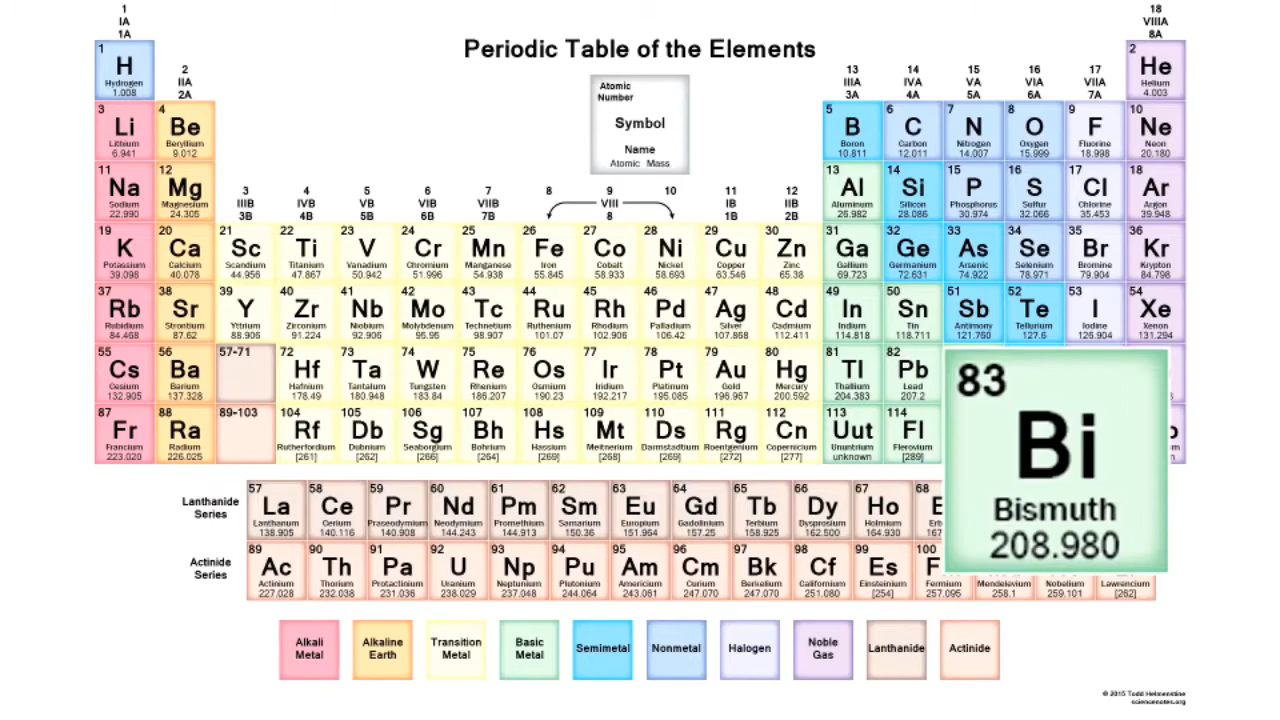 Periodic Table of the Elements
1
IA
1A
18
VIIIA
8A
1
H
Hydrogen
1.008
2
He
Helium
4.003
Atomic
Number
Symbol
Name
Atomic Mass
2
IIA
2A
13
IIIA
3A
14
IVA
4A
15
VA
5A
16
VIA
6A
17
VIIA
7A
3
Li
Lithium
6.941
4
Be
Beryllium
9.012
5
B
Boron
10.811
6
C
Carbon
12.011
7
N
Nitrogen
14.007
8
O
Oxygen
15.999
9
F
Fluorine
18.998
10
Ne
Neon
20.180
11
Na
Sodium
22.990
12
Mg
Magnesium
24.305
3
IIIB
3B
4
IVB
4B
5
VB
5B
6
VIB
6B
7
VIIB
7B
8
9
10
VIII
8
11
IB
1B
12
IIB
2B
13
Al
Aluminum
26.982
14
Si
Silicon
28.086
15
P
Phosphorus
30.974
16
S
Sulfur
32.066
17
Cl
Chlorine
35.453
18
Ar
Argon
39.948
19
K
Potassium
39.098
20
Ca
Calcium
40.078
21
Sc
Scandium
44.956
22
Ti
Titanium
47.867
23
V
Vanadium
50.942
24
Cr
Chromium
51.996
25
Mn
Manganese
54.938
26
Fe
Iron
55.845
27
Co
Cobalt
58.933
28
Ni
Nickel
58.693
29
Cu
Copper
63.546
30
Zn
Zinc
65.38
31
Ga
Gallium
69.723
32
Ge
Germanium
72.631
33
As
Arsenic
74.922
34
Se
Selenium
78.971
35
Br
Bromine
79.904
36
Kr
Krypton
84.798
37
Rb
Rubidium
84.468
38
Sr
Strontium
87.62
39
Y
Yttrium
88.906
40
Zr
Zirconium
91.224
41
Nb
Niobium
92.906
42
Mo
Molybdenum
95.95
43
Tc
Technetium
98.907
44
Ru
Ruthenium
101.07
45
Rh
Rhodium
102.906
46
Pd
Palladium
106.42
47
Ag
Silver
107.868
48
Cd
Cadmium
112.411
49
In
Indium
114.818
50
Sn
Tin
118.711
51
Sb
Antimony
121.760
52
Te
Tellurium
127.6
53
I
Iodine
126.904
54
Xe
Xenon
131.294
55
Cs
Cesium
132.905
56
Ba
Barium
137.328
57-71
72
Hf
Hafnium
178.49
73
Ta
Tantalum
180.948
74
W
Tungsten
183.84
75
Re
Rhenium
186.207
76
Os
Osmium
190.23
77
Ir
Iridium
192.217
78
Pt
Platinum
195.085
79
Au
Gold
196.967
80
Hg
Mercury
200.592
81
Tl
Thallium
204.383
82
Pb
Lead
207.2
83
Bi
Bismuth
208.980
87
Fr
Francium
223.020
88
Ra
Radium
226.025
89-103
104
Rf
Rutherfordium
[261]
105
Db
Dubnium
[262]
106
Sg
Seaborgium
[266]
107
Bh
Bohrium
[264]
108
Hs
Hassium
[269]
109
Mt
Meitnerium
[268]
110
Ds
Darmstadtium
[269]
111
Rg
Roentgenium
[272]
112
Cn
Copernicium
[277]
113
Uut
Ununtrium
unknown
114
Fl
Flerovium
[289]
Lanthanide
Series
57
La
Lanthanum
138.905
58
Ce
Cerium
140.116
59
Pr
Praseodymium
140.908
60
Nd
Neodymium
144.243
61
Pm
Promethium
144.913
62
Sm
Samarium
150.36
63
Eu
Europium
151.964
64
Gd
Gadolinium
157.25
65
Tb
Terbium
158.925
66
Dy
Dysprosium
162.500
67
Ho
Holmium
164.930
68
E
Erb
167
Actinide
Series
89
Ac
Actinium
227.028
90
Th
Thorium
232.038
91
Pa
Protactinium
231.036
92
U
Uranium
238.029
93
Np
Neptunium
237.048
94
Pu
Plutonium
244.064
95
Am
Americium
243.061
96
Cm
Curium
247.070
97
Bk
Berkelium
247.070
98
Cf
Californium
251.080
99
Es
Einsteinium
[254]
100
F
Fermium
257.095
Mendelevium
258.1
Nobelium
259.101
Lawrencium
[262]
Alkali
Metal
Alkaline
Earth
Transition
Metal
Basic
Metal
Semimetal
Nonmetal
Halogen
Noble
Gas
Lanthanide
Actinide
© 2015 Todd Helmenstine
sciencenotes.org